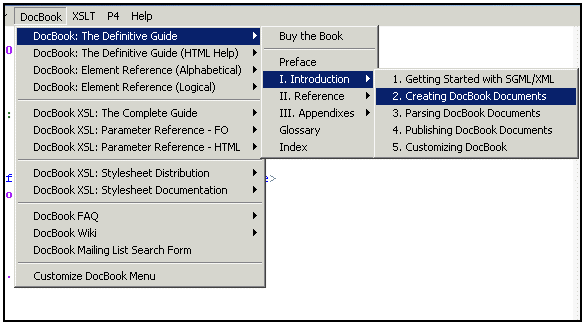 DocBook XSLT P4 Help
DocBook: The Definitive Guide
DocBook: The Definitive Guide (HTML Help)
DocBook: Element Reference (Alphabetical)
DocBook: Element Reference (Logical)
DocBook XSL: The Complete Guide
DocBook XSL: Parameter Reference - FO
DocBook XSL: Parameter Reference - HTML
DocBook XSL: Stylesheet Distribution
DocBook XSL: Stylesheet Documentation
DocBook FAQ
DocBook Wiki
DocBook Mailing List Search Form
Customize DocBook Menu
Buy the Book
Preface
I. Introduction
II. Reference
III. Appendixes
Glossary
Index
1. Getting Started with SGML/XML
2. Creating DocBook Documents
3. Parsing DocBook Documents
4. Publishing DocBook Documents
5. Customizing DocBook